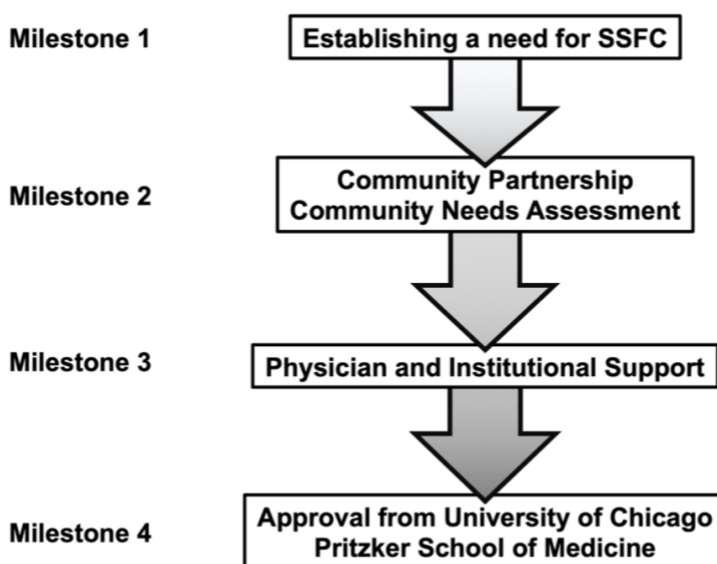 Milestone 1
Establishing a need for SSFC
Milestone 2
Community Partnership
Community Needs Assessment
Milestone 3
Physician and Institutional Support
Milestone 4
Approval from University of Chicago
Pritzker School of Medicine